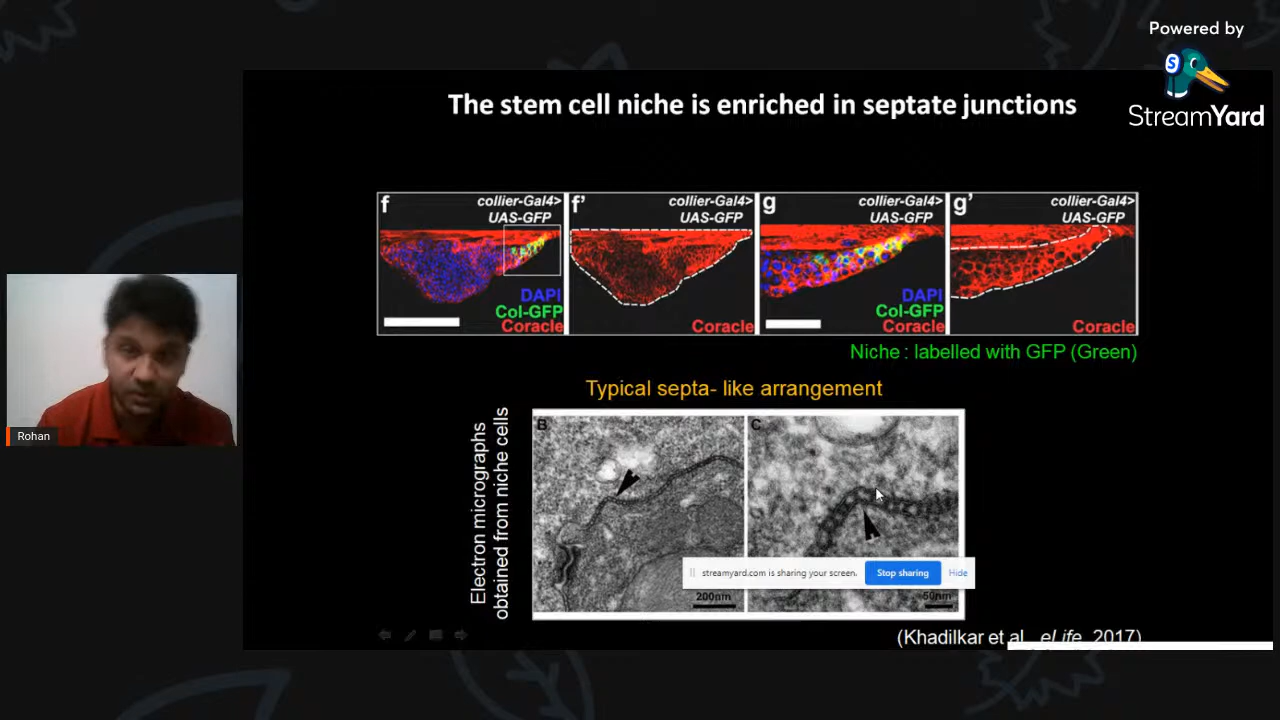 Powered by
StreamYard
The stem cell niche is enriched in septate junctions
f
collier-Gal4>
UAS-GFP
DAPI
Col-GFP
Coracle
f'
collier-Gal4>
UAS-GFP
Coracle
g
collier-Gal4>
UAS-GFP
DAPI
Col-GFP
Coracle
g'
collier-Gal4>
UAS-GFP
Coracle
Niche : labelled with GFP (Green)
Typical septa- like arrangement
Electron micrographs
obtained from niche cells
B
200nm
C
50nm
streamyard.com is sharing your screen.
Stop sharing
Hide
(Khadilkar et al., eLife, 2017)
Rohan